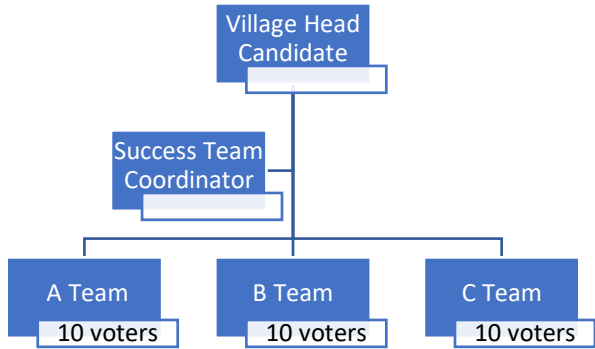 Village Head
Candidate
Success Team
Coordinator
A Team
B Team
C Team
10 voters
10 voters
10 voters